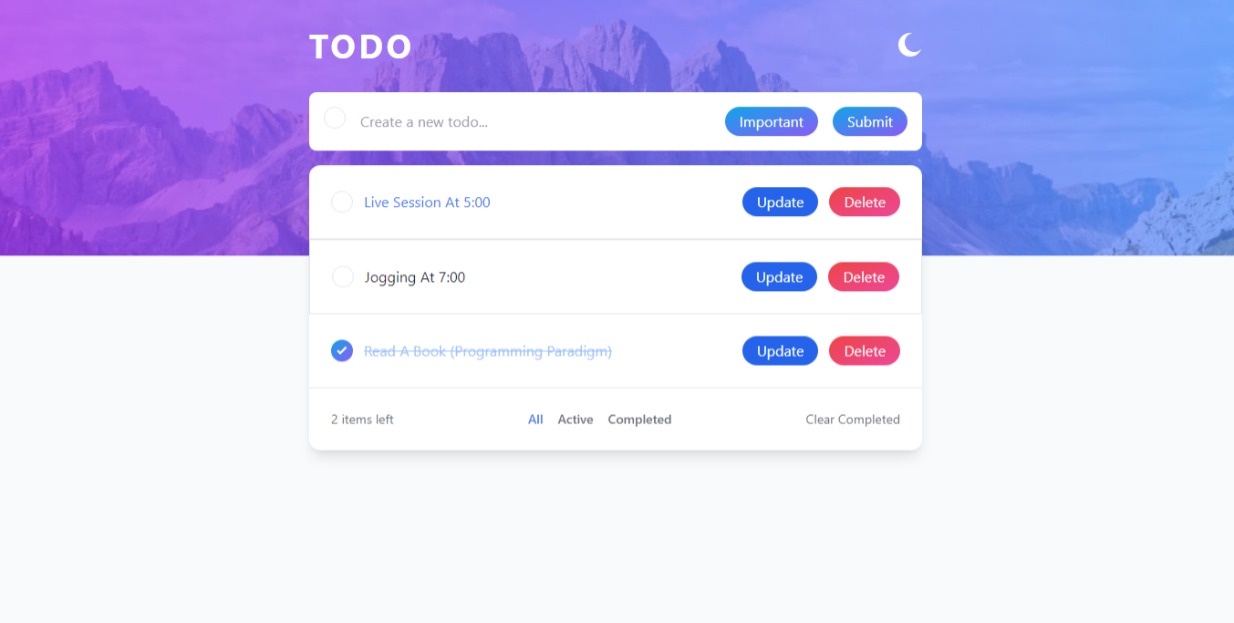 TODO
Create a new todo... Important Submit
Live Session At 5:00 Update Delete
Jogging At 7:00 Update Delete
Read A Book (Programming Paradigm) Update Delete
2 items left All Active Completed Clear Completed